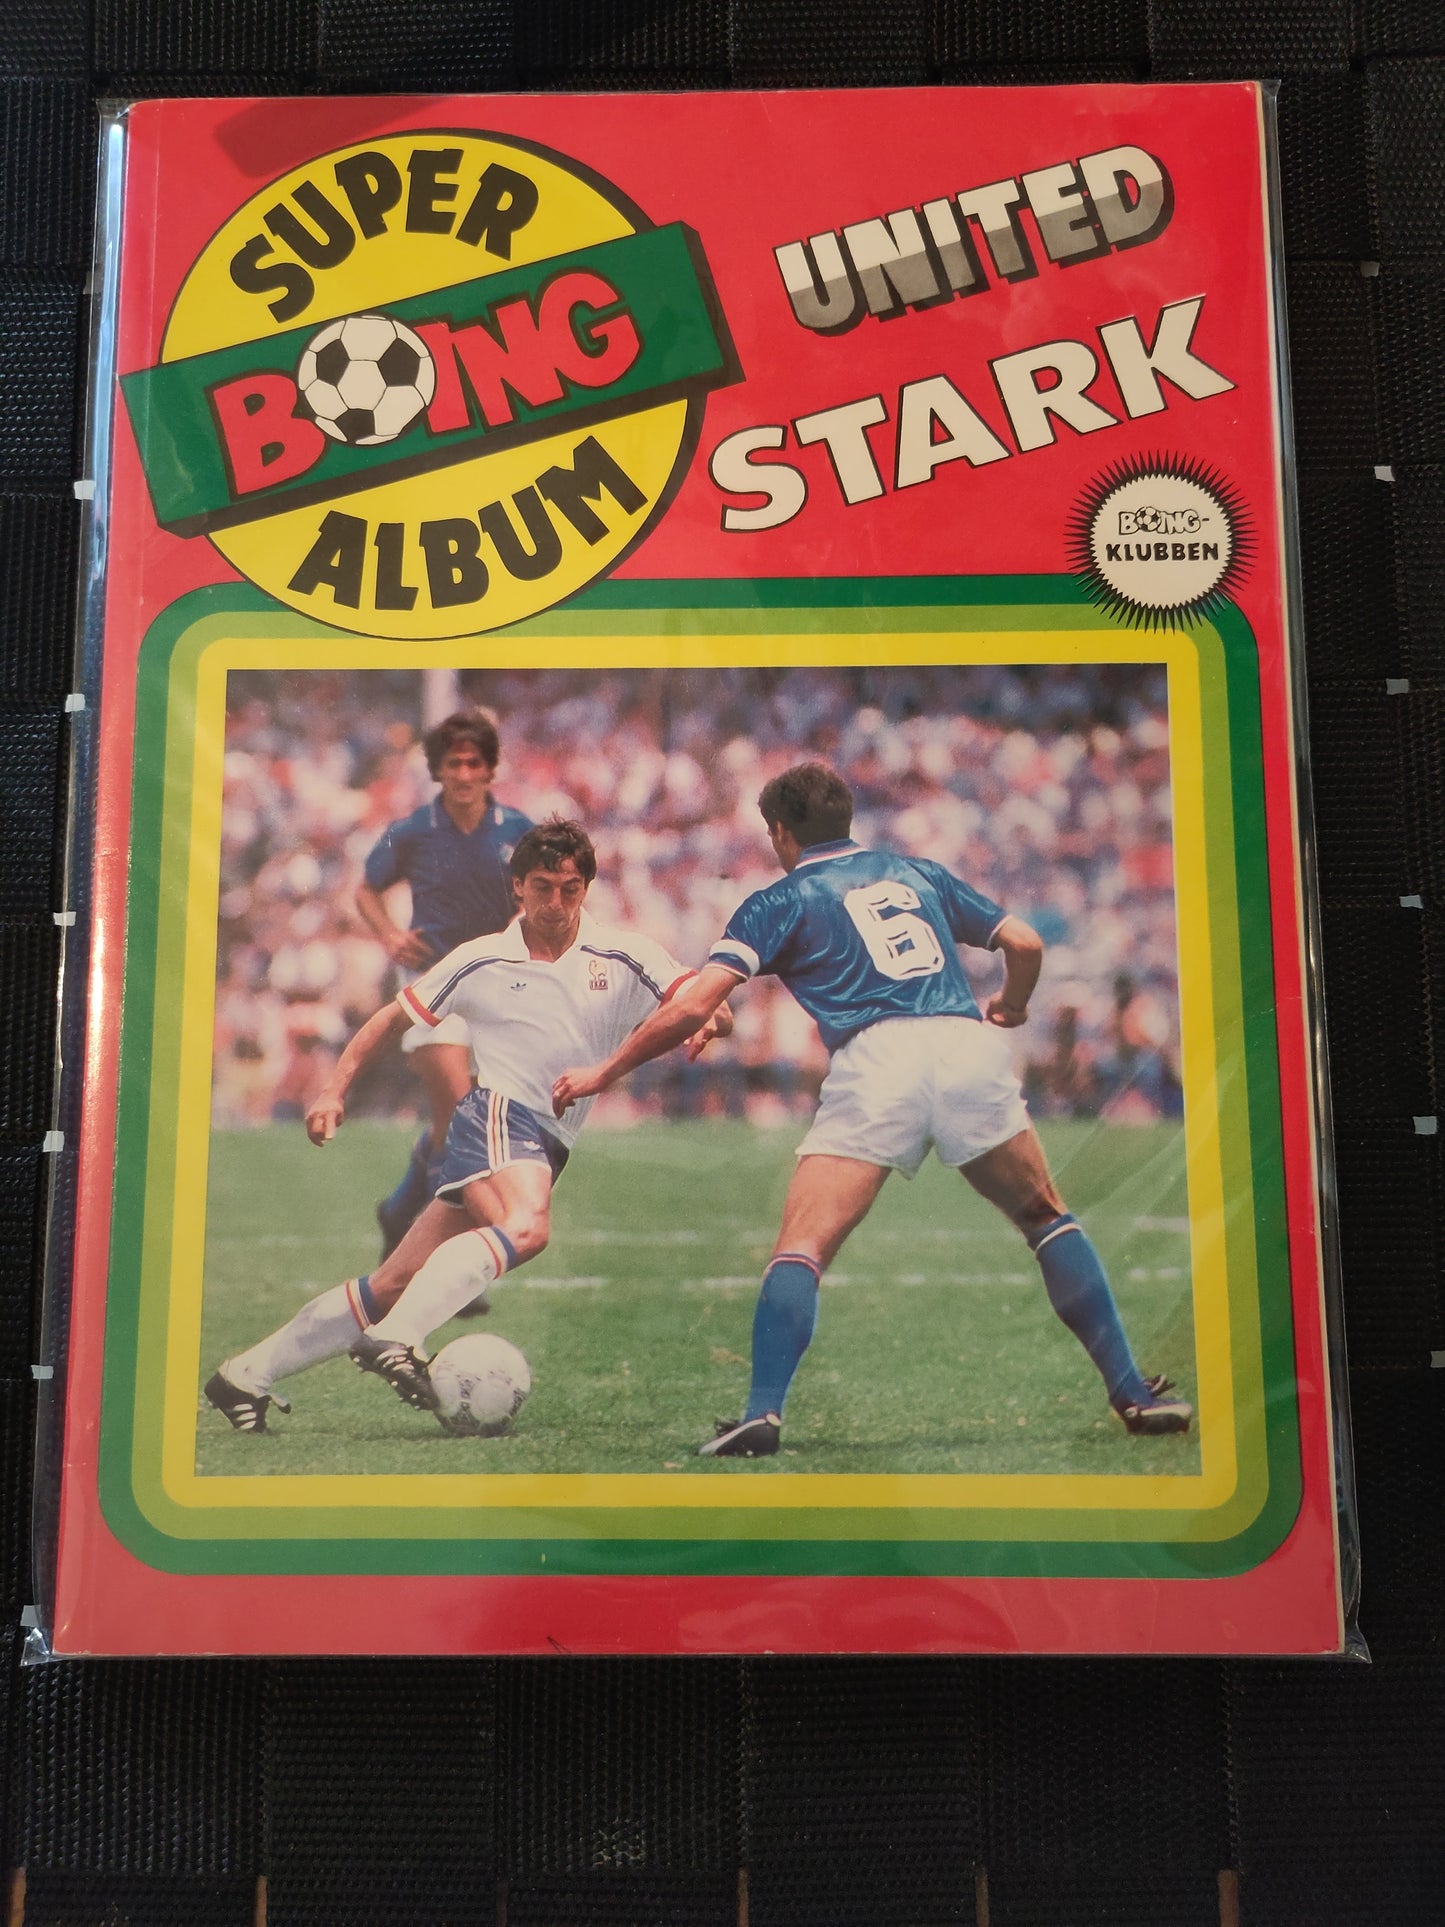 SUPER
BOING
ALBUM
UNITED
STARK
BOING-
KLUBBEN
6